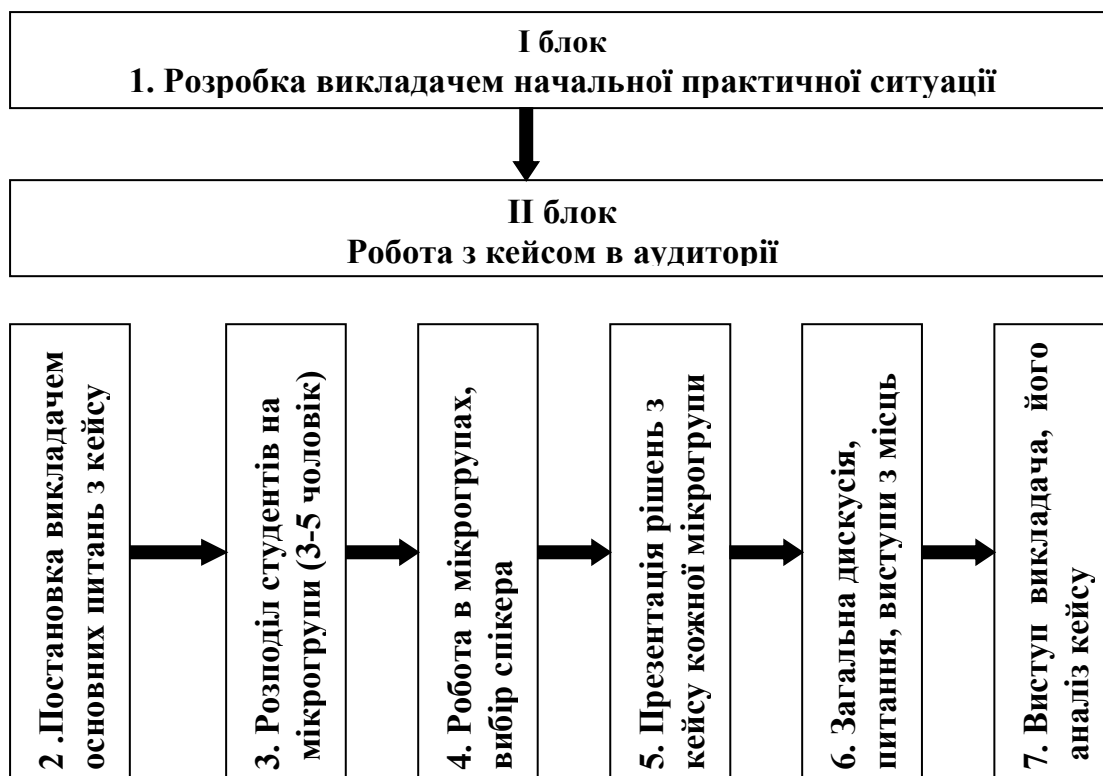 І блок
1. Розробка викладачем начальної практичної ситуації
ІІ блок
Робота з кейсом в аудиторії
2 .Постановка викладачем
основних питань з кейсу
3. Розподіл студентів на
мікрогрупи (3-5 чоловік)
4. Робота в мікрогрупах,
вибір спікера
5. Презентація рішень з
кейсу кожної мікрогрупи
6. Загальна дискусія,
питання, виступи з місць
7. Виступ викладача, його
аналіз кейсу